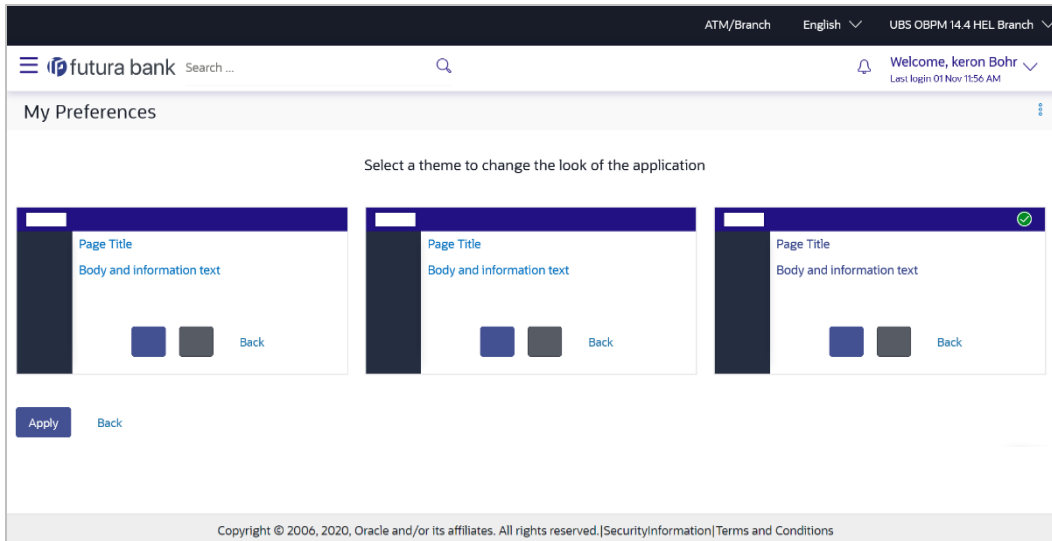 ATM/Branch English UBS OBPM 14.4 HEL Branch
futura bank Search ... Welcome, keron Bohr
Last login 01 Nov 11:56 AM
My Preferences
Select a theme to change the look of the application
Page Title Page Title Page Title
Body and information text Body and information text Body and information text
Back Back Back
Apply Back
Copyright © 2006, 2020, Oracle and/or its affiliates. All rights reserved.|SecurityInformation|Terms and Conditions